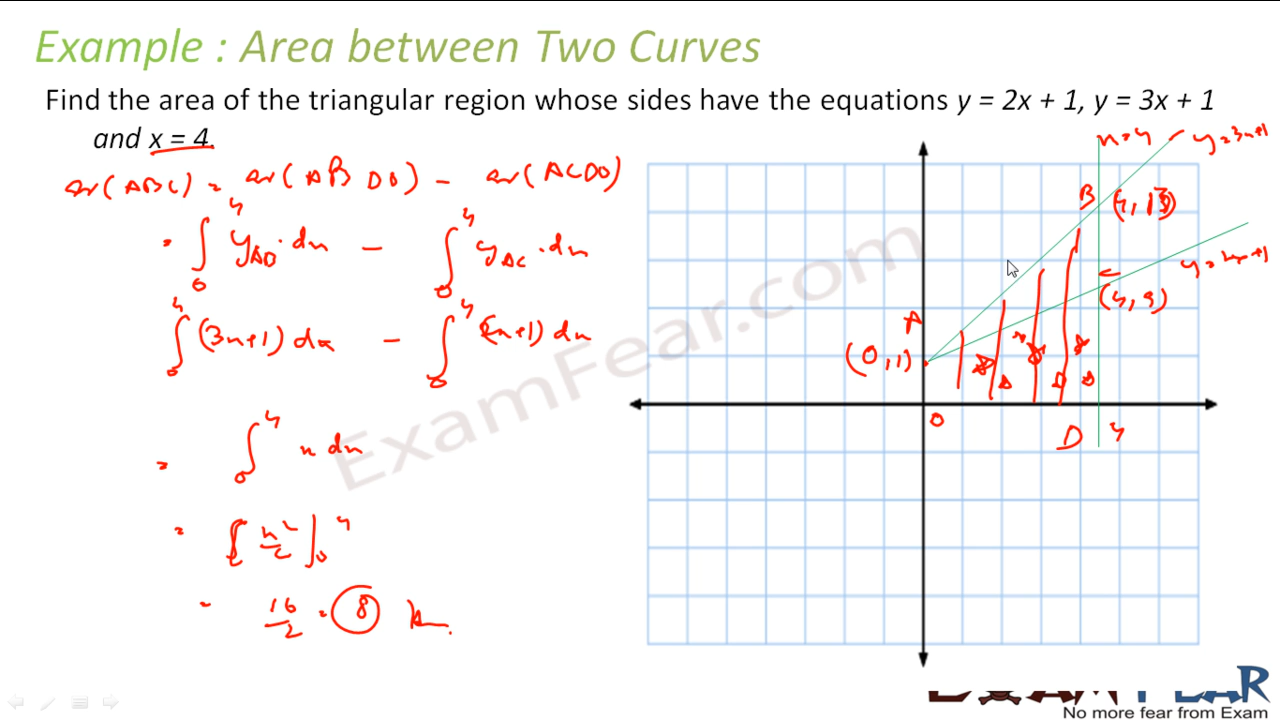 Example : Area between Two Curves
Find the area of the triangular region whose sides have the equations y = 2x + 1, y = 3x + 1
and x = 4.
ar(ABC) = ar(ABDO) - ar(ACDO)
= ∫₀⁴ y_AB · dx - ∫₀⁴ y_AC · dx
∫₀⁴ (3x+1) dx - ∫₀⁴ (2x+1) dx
= ∫₀⁴ x dx
= [x²/2]₀⁴
= 16/2 = 8
x=4
y=3x+1
B (4,13)
y=2x+1
C
(4,9)
A
(0,1)
O
D 4
ExamFear.com
No more fear from Exam